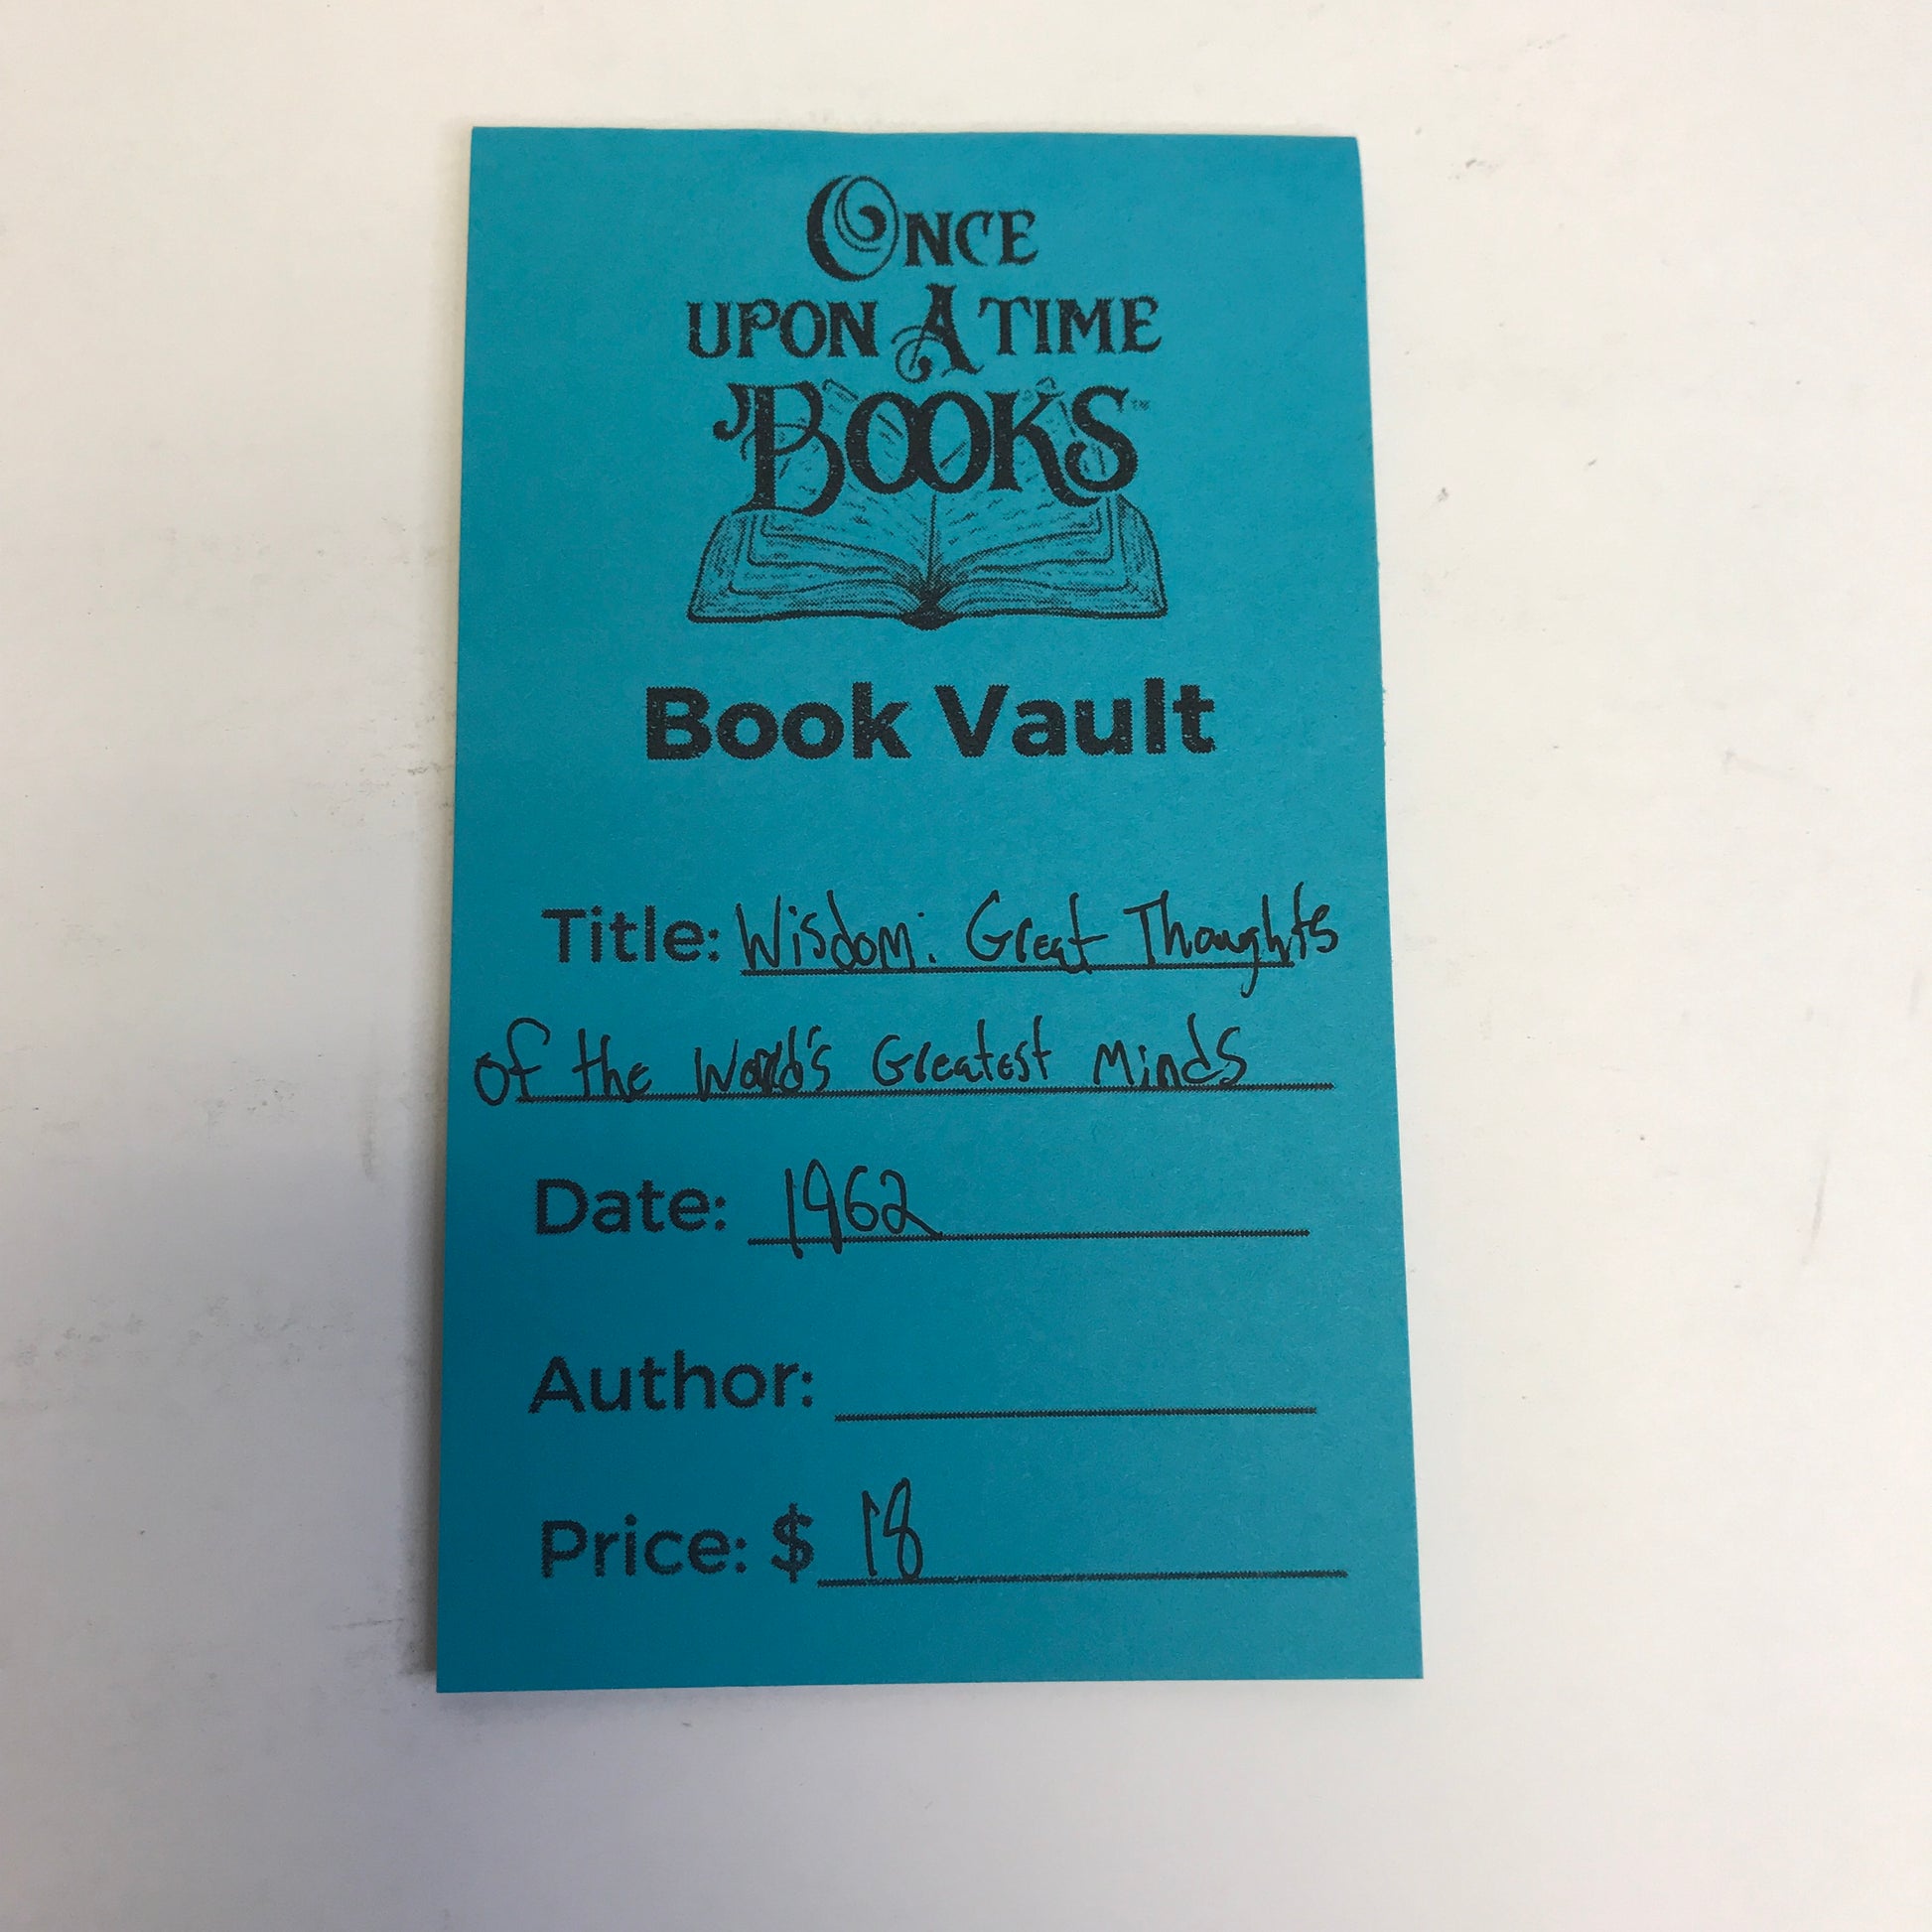 ONCE
UPON A TIME
BOOKS™
Book Vault
Title: Wisdom: Great Thoughts
of the World's Greatest Minds
Date: 1962
Author:
Price: $ 18